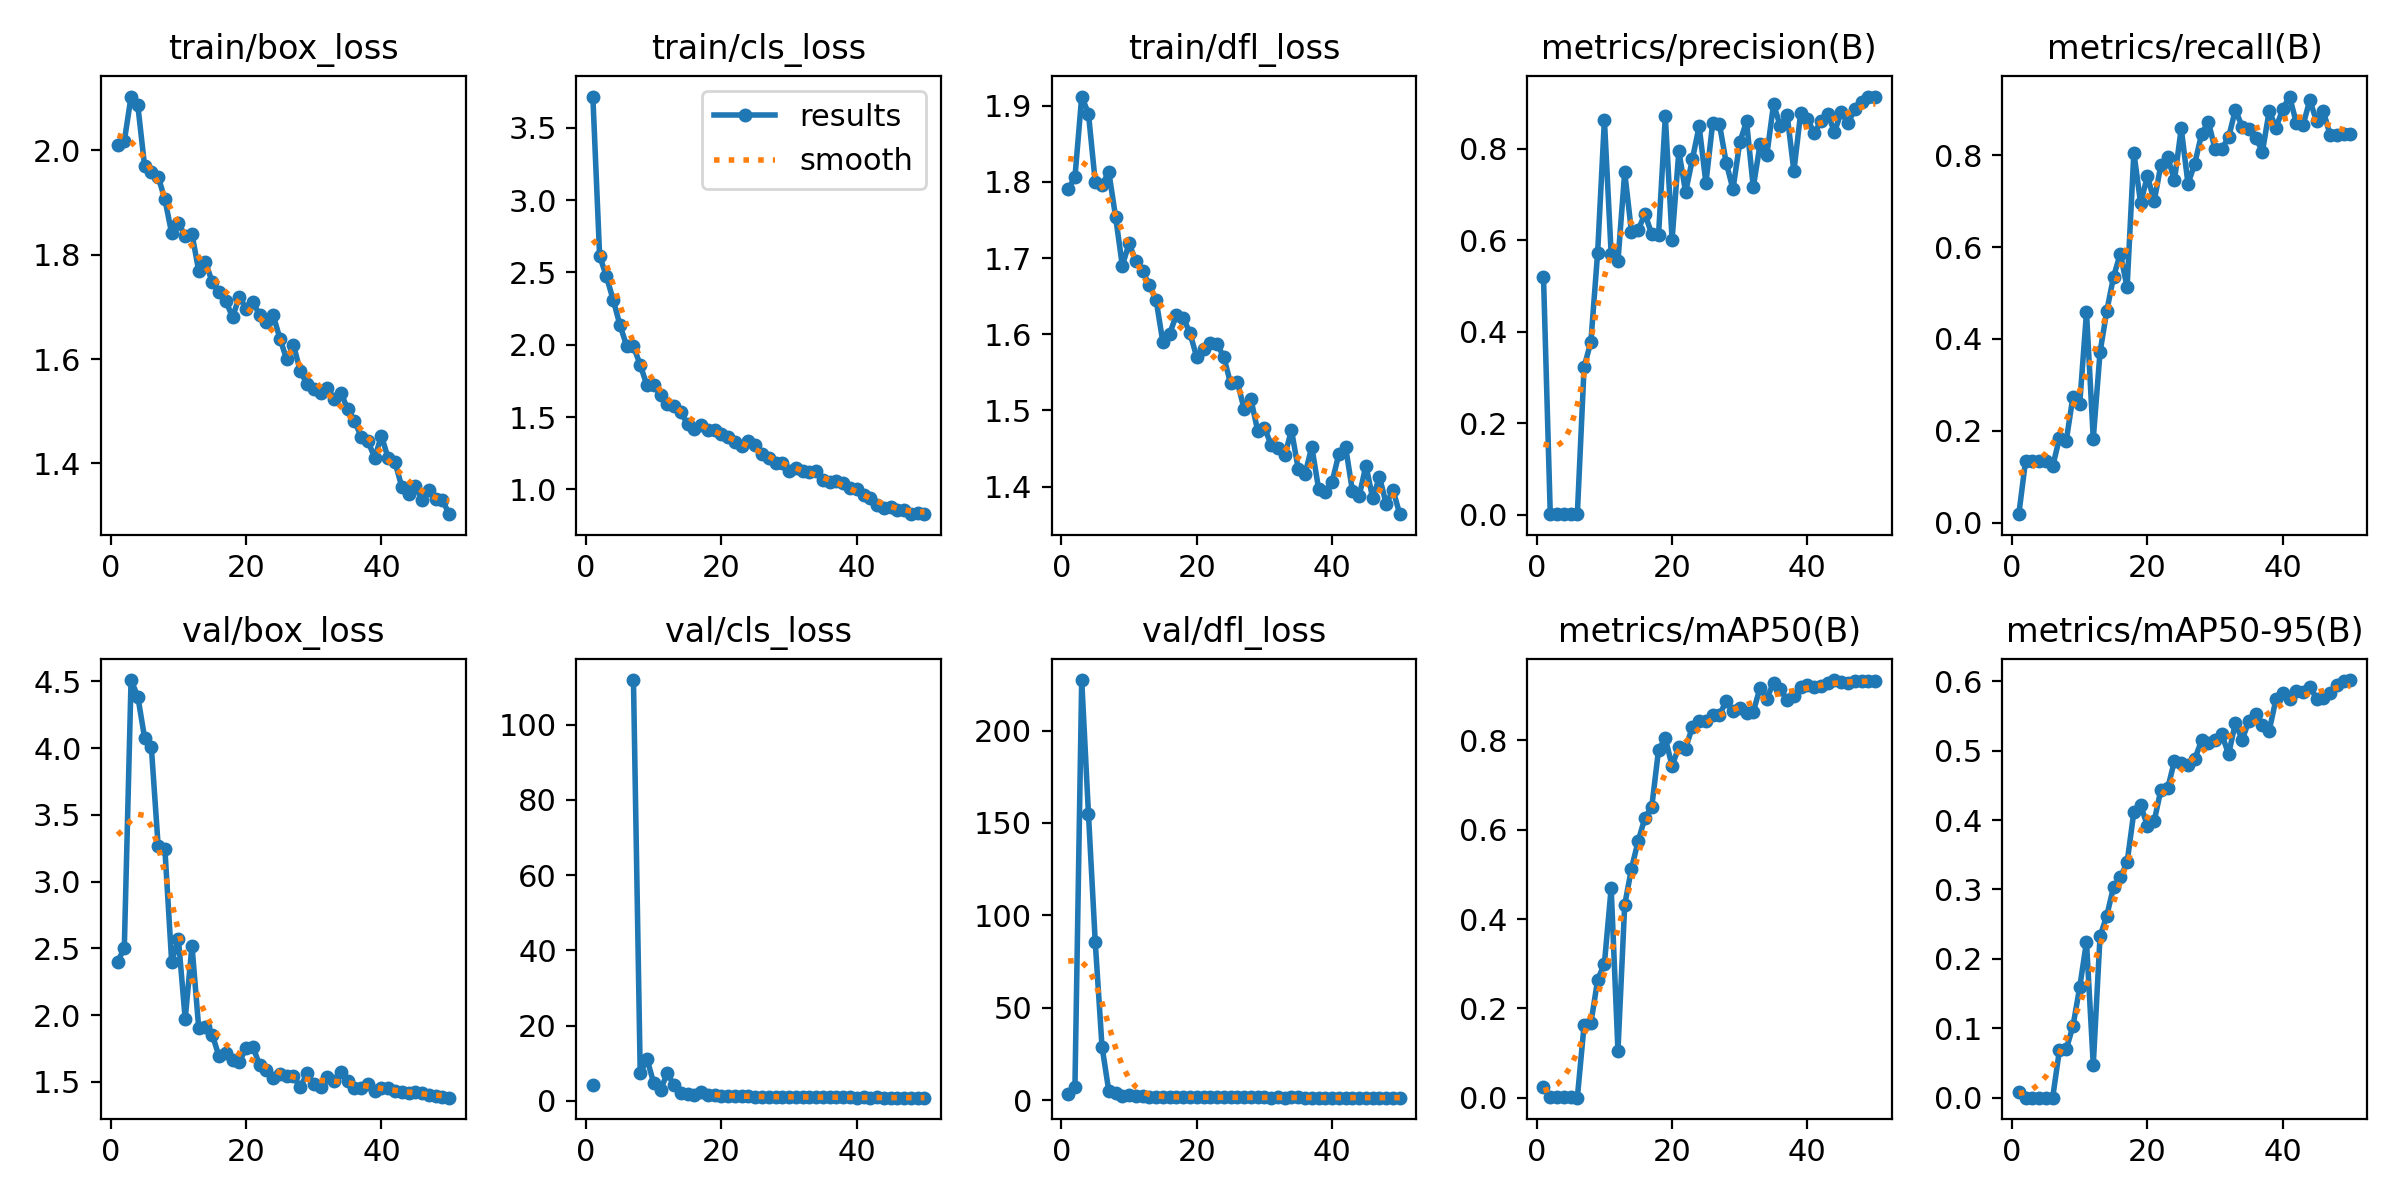 train/box_loss
2.0
1.8
1.6
1.4
0 20 40
train/cls_loss
results
smooth
3.5
3.0
2.5
2.0
1.5
1.0
0 20 40
train/dfl_loss
1.9
1.8
1.7
1.6
1.5
1.4
0 20 40
metrics/precision(B)
0.8
0.6
0.4
0.2
0.0
0 20 40
metrics/recall(B)
0.8
0.6
0.4
0.2
0.0
0 20 40
val/box_loss
4.5
4.0
3.5
3.0
2.5
2.0
1.5
0 20 40
val/cls_loss
100
80
60
40
20
0
0 20 40
val/dfl_loss
200
150
100
50
0
0 20 40
metrics/mAP50(B)
0.8
0.6
0.4
0.2
0.0
0 20 40
metrics/mAP50-95(B)
0.6
0.5
0.4
0.3
0.2
0.1
0.0
0 20 40